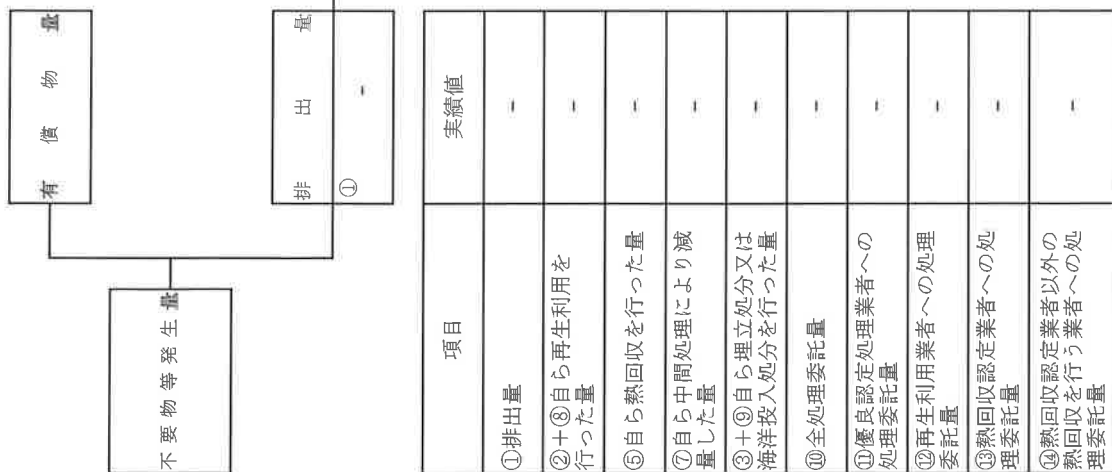 有償物量
不要物等発生量
排出量
①
-
項目
実績値
①排出量
-
②+⑧自ら再生利用を
行った量
-
⑤自ら熱回収を行った量
-
⑦自ら中間処理により減
量した量
-
③+⑨自ら埋立処分又は
海洋投入処分を行った量
-
⑩全処理委託量
-
⑪優良認定処理業者への
処理委託量
-
⑫再生利用業者への処理
委託量
-
⑬熱回収認定業者への処
理委託量
-
⑭熱回収認定業者以外の
熱回収を行う業者への処
理委託量
-